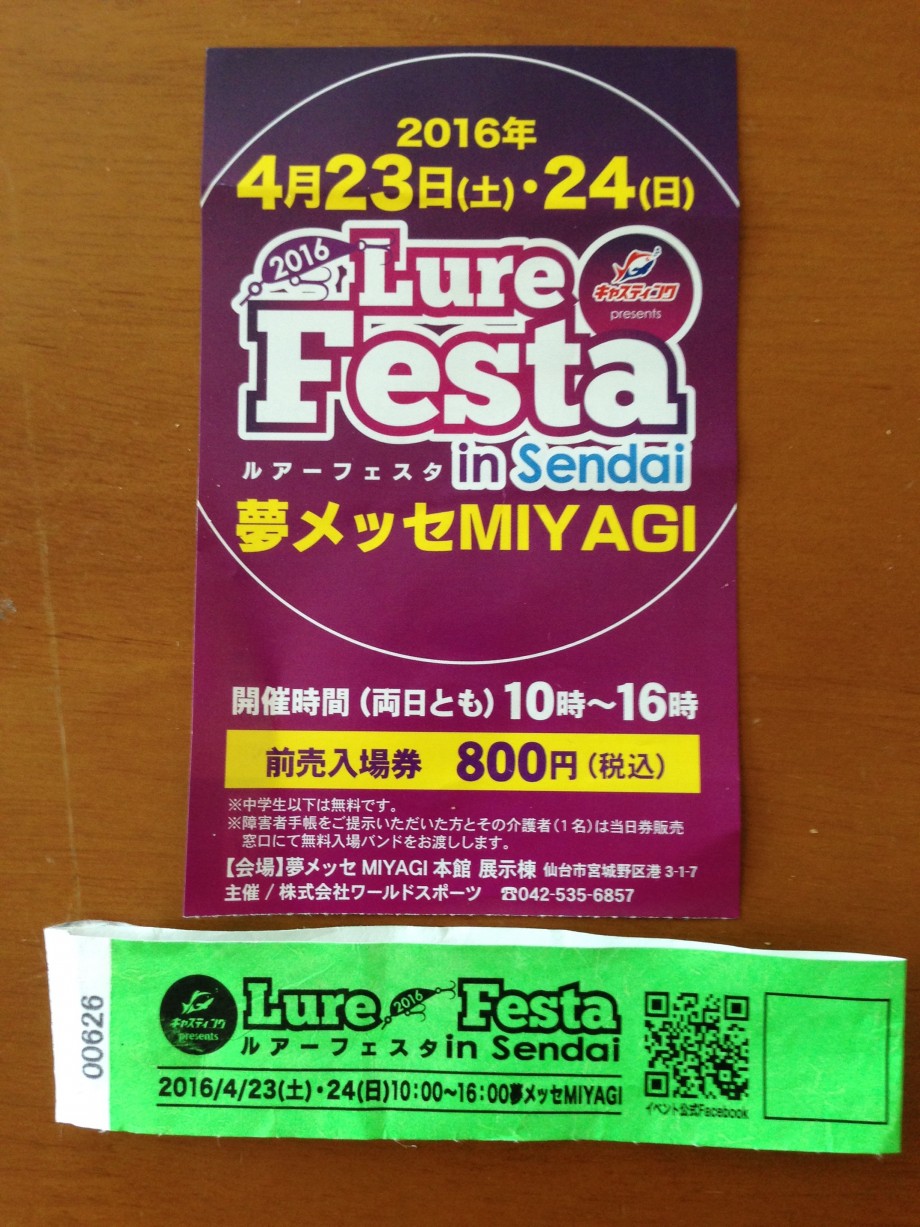 2016年
4月23日(土)・24(日)
2016
Lure
キャスティング
presents
Festa
ルアーフェスタ in Sendai
夢メッセMIYAGI
開催時間（両日とも）10時～16時
前売入場券 800円（税込）
※中学生以下は無料です。
※障害者手帳をご提示いただいた方とその介護者（1名）は当日券販売
窓口にて無料入場バンドをお渡しします。
【会場】夢メッセ MIYAGI 本館 展示棟 仙台市宮城野区港 3-1-7
主催 / 株式会社ワールドスポーツ ☎042-535-6857
00626
キャスティング
presents
Lure 2016 Festa
ルアーフェスタ in Sendai
2016/4/23(土)・24(日)10：00～16：00夢メッセMIYAGI
イベント公式Facebook